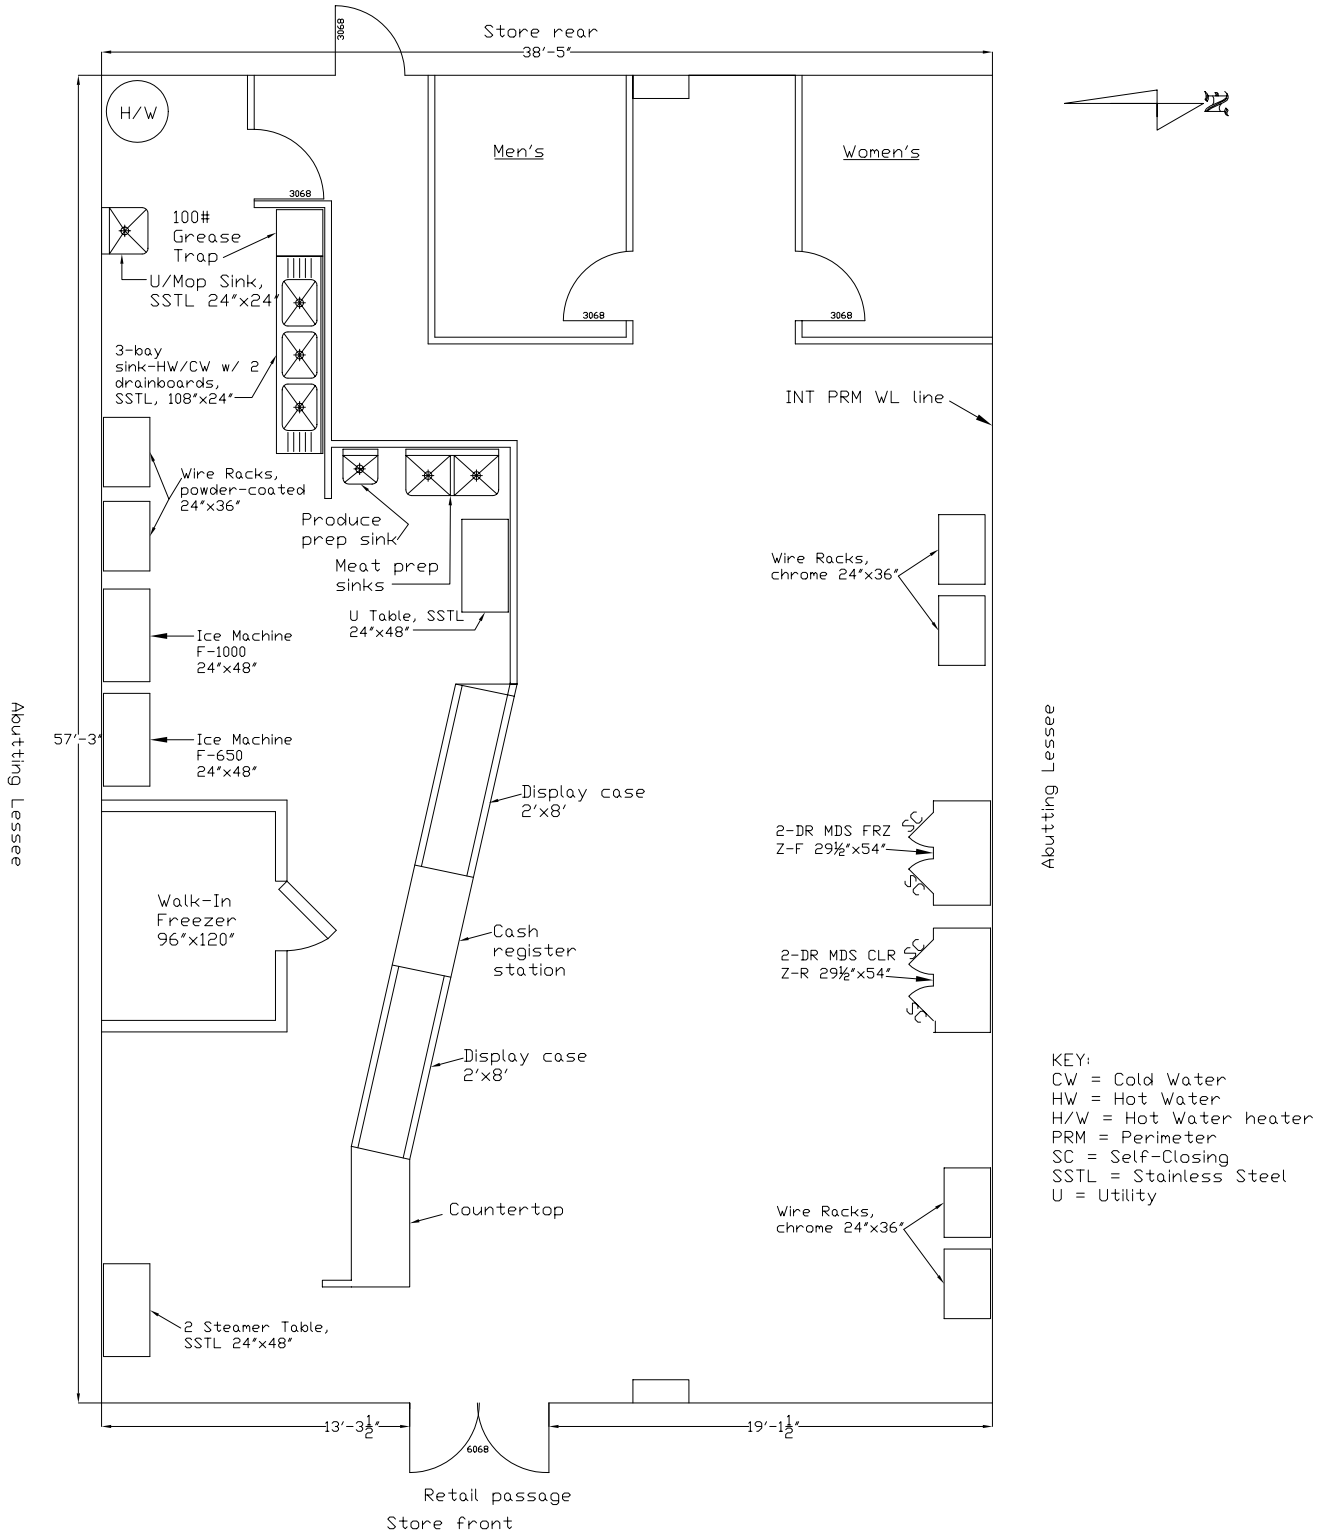 Store rear
38'-5"
3068
N
H/W
Men's
Women's
3068
100#
Grease
Trap
U/Mop Sink,
SSTL 24"x24"
3068
3068
3-bay
sink-HW/CW w/ 2
drainboards,
SSTL, 108"x24"
INT PRM WL line
Wire Racks,
powder-coated
24"x36"
Produce
prep sink
Meat prep
sinks
Wire Racks,
chrome 24"x36"
U Table, SSTL
24"x48"
Ice Machine
F-1000
24"x48"
Abutting Lessee
57'-3"
Ice Machine
F-650
24"x48"
Abutting Lessee
Display case
2'x8'
2-DR MDS FRZ
Z-F 29½"x54"
SC
SC
Walk-In
Freezer
96"x120"
Cash
register
station
2-DR MDS CLR
Z-R 29½"x54"
SC
SC
Display case
2'x8'
KEY:
CW = Cold Water
HW = Hot Water
H/W = Hot Water heater
PRM = Perimeter
SC = Self-Closing
SSTL = Stainless Steel
U = Utility
Countertop
Wire Racks,
chrome 24"x36"
2 Steamer Table,
SSTL 24"x48"
13'-3½"
19'-1½"
6068
Retail passage
Store front